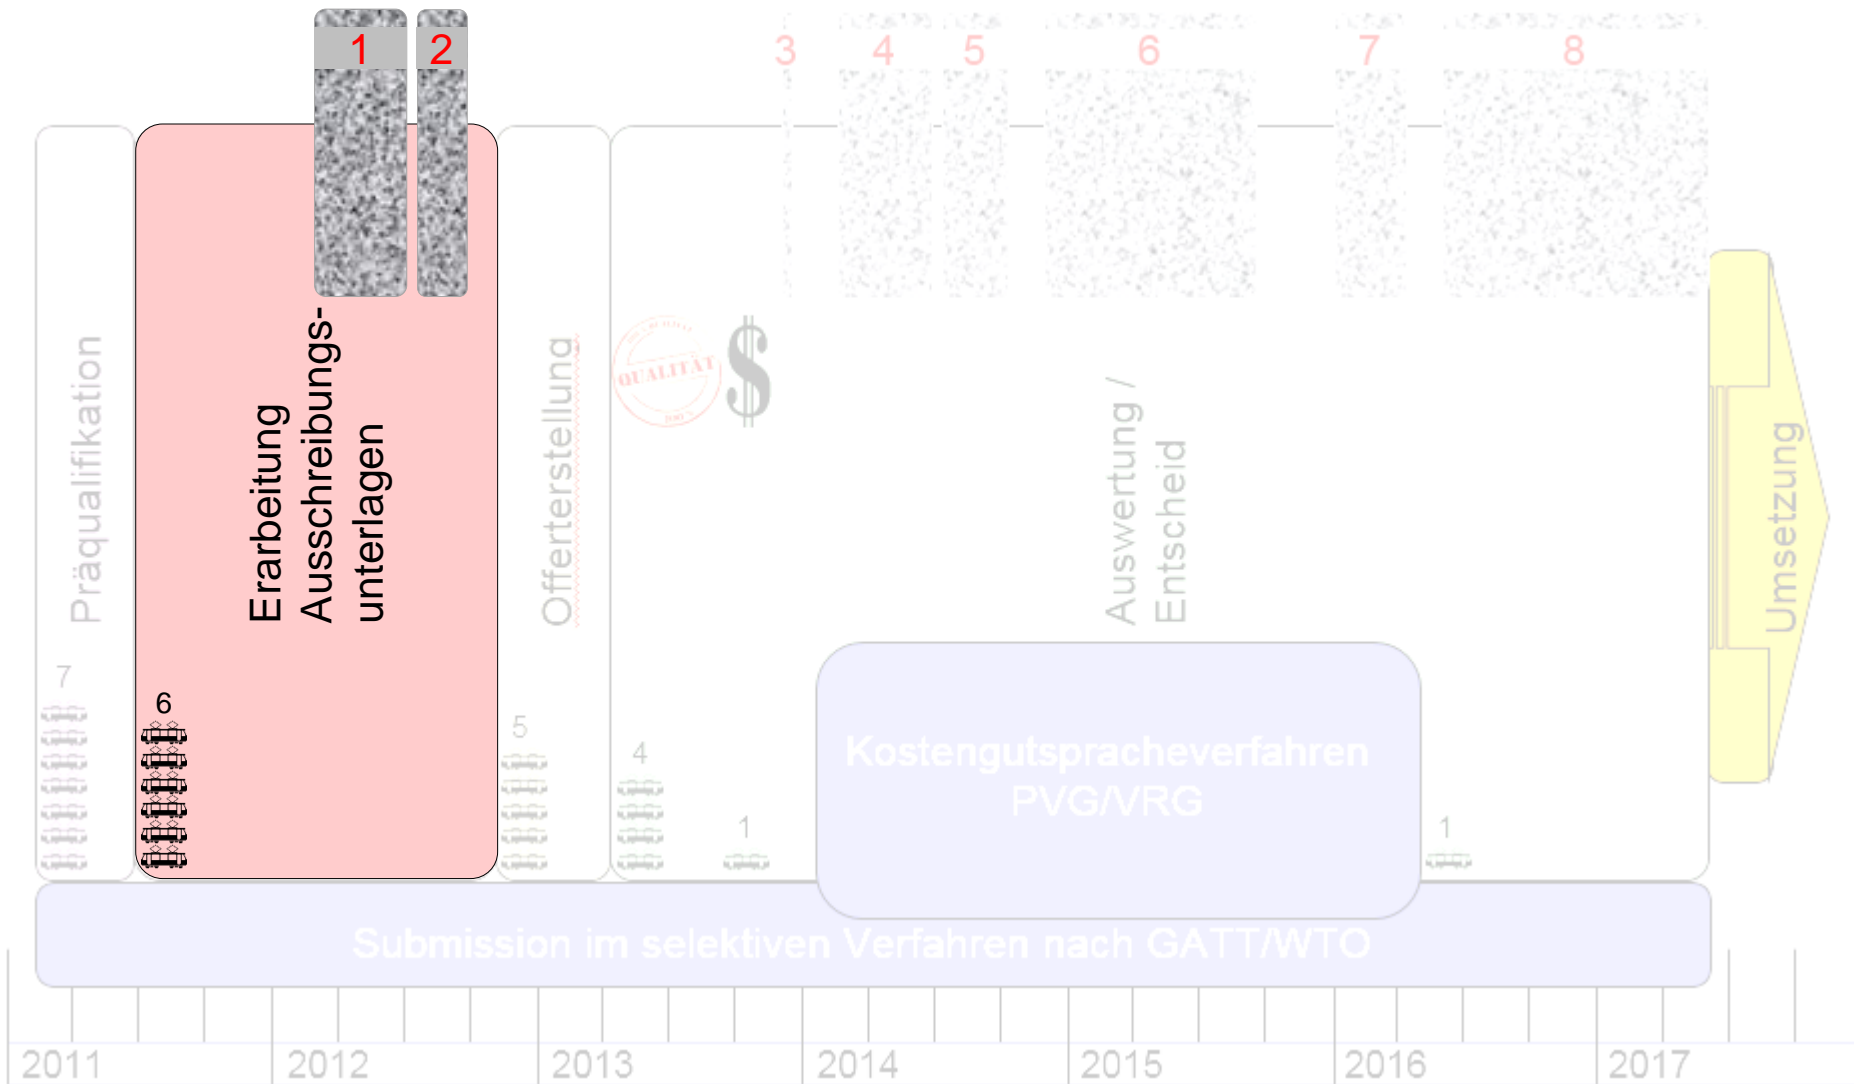 1
2
3
4
5
6
7
8
Präqualifikation
Erarbeitung
Ausschreibungs-
unterlagen
Offerterstellung
QUALITÄT
$
Auswertung /
Entscheid
Umsetzung
7
6
5
4
1
1
Kostengutspracheverfahren
PVG/VRG
Submission im selektiven Verfahren nach GATT/WTO
2011
2012
2013
2014
2015
2016
2017